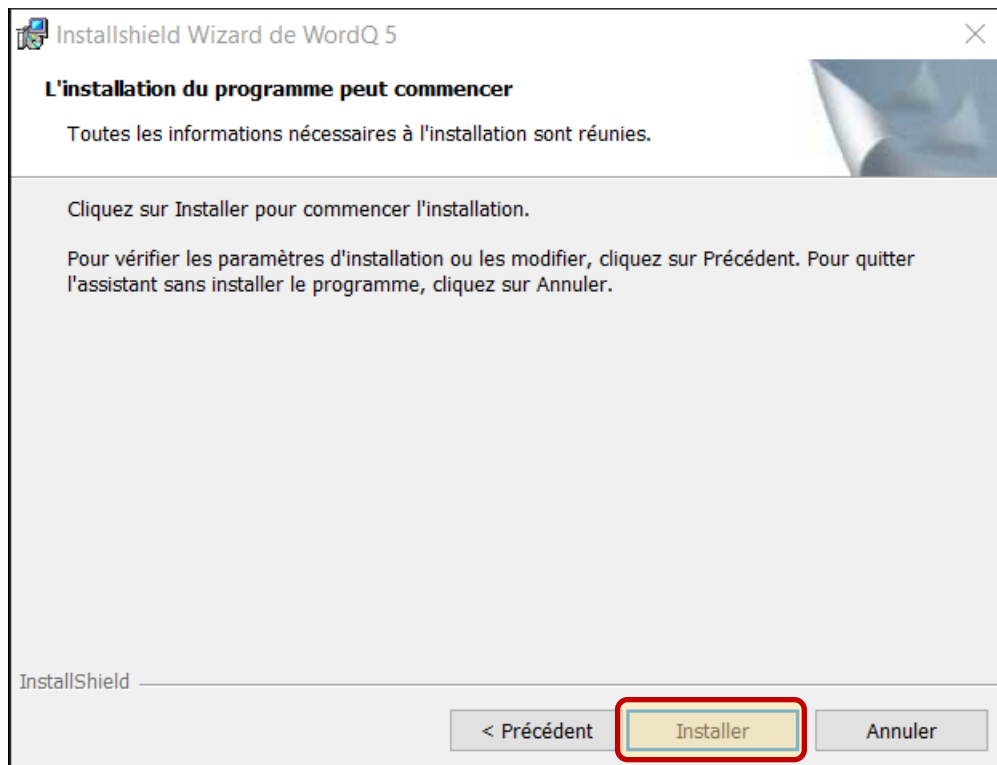 Installshield Wizard de WordQ 5
L'installation du programme peut commencer
Toutes les informations nécessaires à l'installation sont réunies.
Cliquez sur Installer pour commencer l'installation.
Pour vérifier les paramètres d'installation ou les modifier, cliquez sur Précédent. Pour quitter
l'assistant sans installer le programme, cliquez sur Annuler.
InstallShield
< Précédent
Installer
Annuler